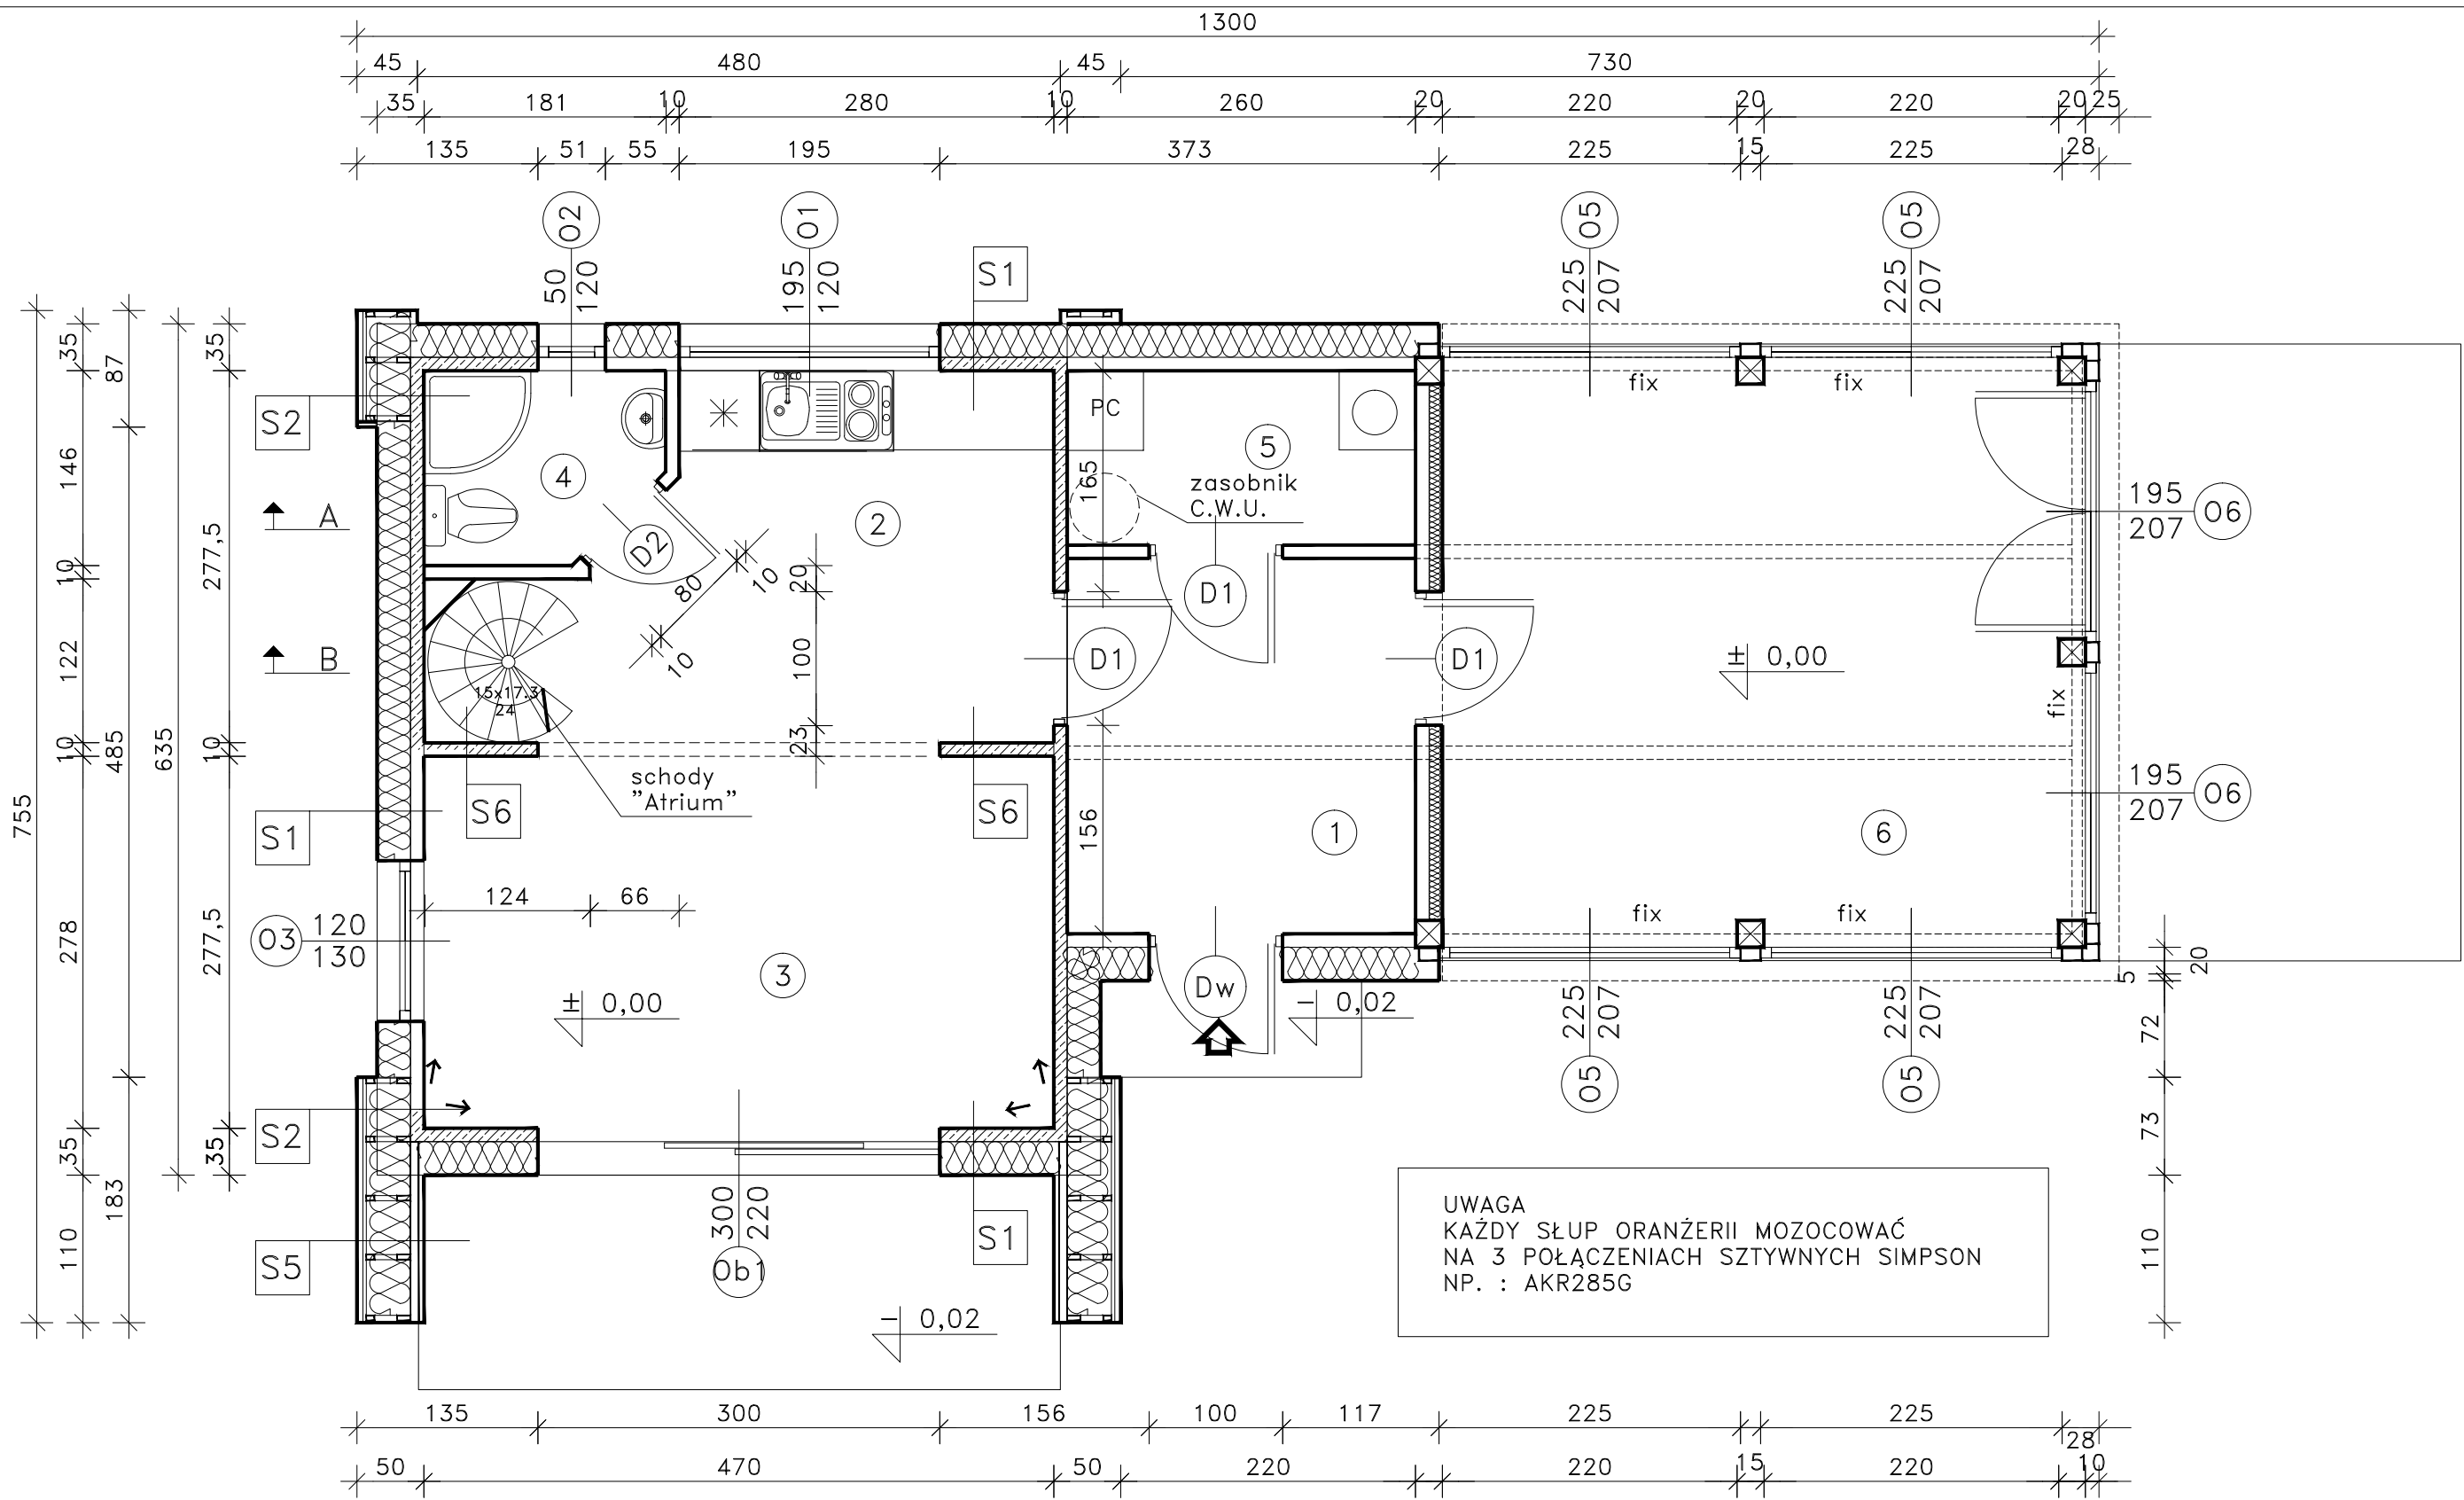 1300
45 480 45 730
35 181 10 280 10 260 20 220 20 220 20 25
135 51 55 195 373 225 15 225 28
02 01 05 05
50 120
195 120
225 207
225 207
S1
S2
A
B
S1
03 120 130
S2
S5
755
87 485 183
35 146 10 122 10 278 35 110
635
35 277,5 10 277,5 35
4
D2
2
80 10
10
20
100
23
15x17.3
24
schody
"Atrium"
S6
S6
124 66
3
± 0,00
300 220
Ob1
S1
- 0,02
PC
5
165
zasobnik
C.W.U.
D1
D1
D1
156
1
Dw
- 0,02
fix fix
± 0,00
fix
6
fix fix
195
207
06
195
207
06
225 207
05
225 207
05
5 20
72
73
110
UWAGA
KAŻDY SŁUP ORANŻERII MOZOCOWAĆ
NA 3 POŁĄCZENIACH SZTYWNYCH SIMPSON
NP. : AKR285G
135 300 156 100 117 225 225
28
50 470 50 220 220 15 220 10